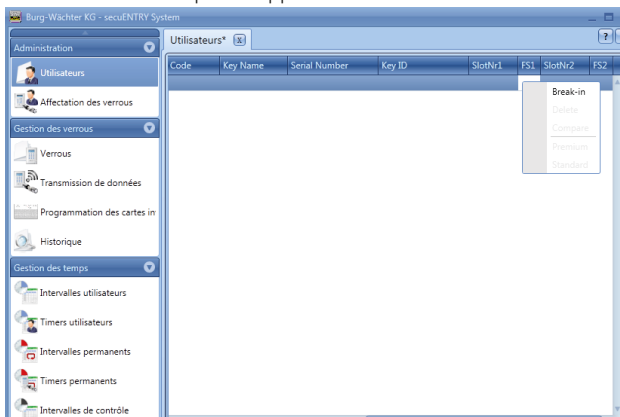 Burg-Wächter KG - secuENTRY System
Administration
Utilisateurs
Affectation des verrous
Gestion des verrous
Verrous
Transmission de données
Programmation des cartes in
Historique
Gestion des temps
Intervalles utilisateurs
Timers utilisateurs
Intervalles permanents
Timers permanents
Intervalles de contrôle
Utilisateurs* x
?
Code Key Name Serial Number Key ID SlotNr1 FS1 SlotNr2 FS2
Break-in
Delete
Compare
Premium
Standard